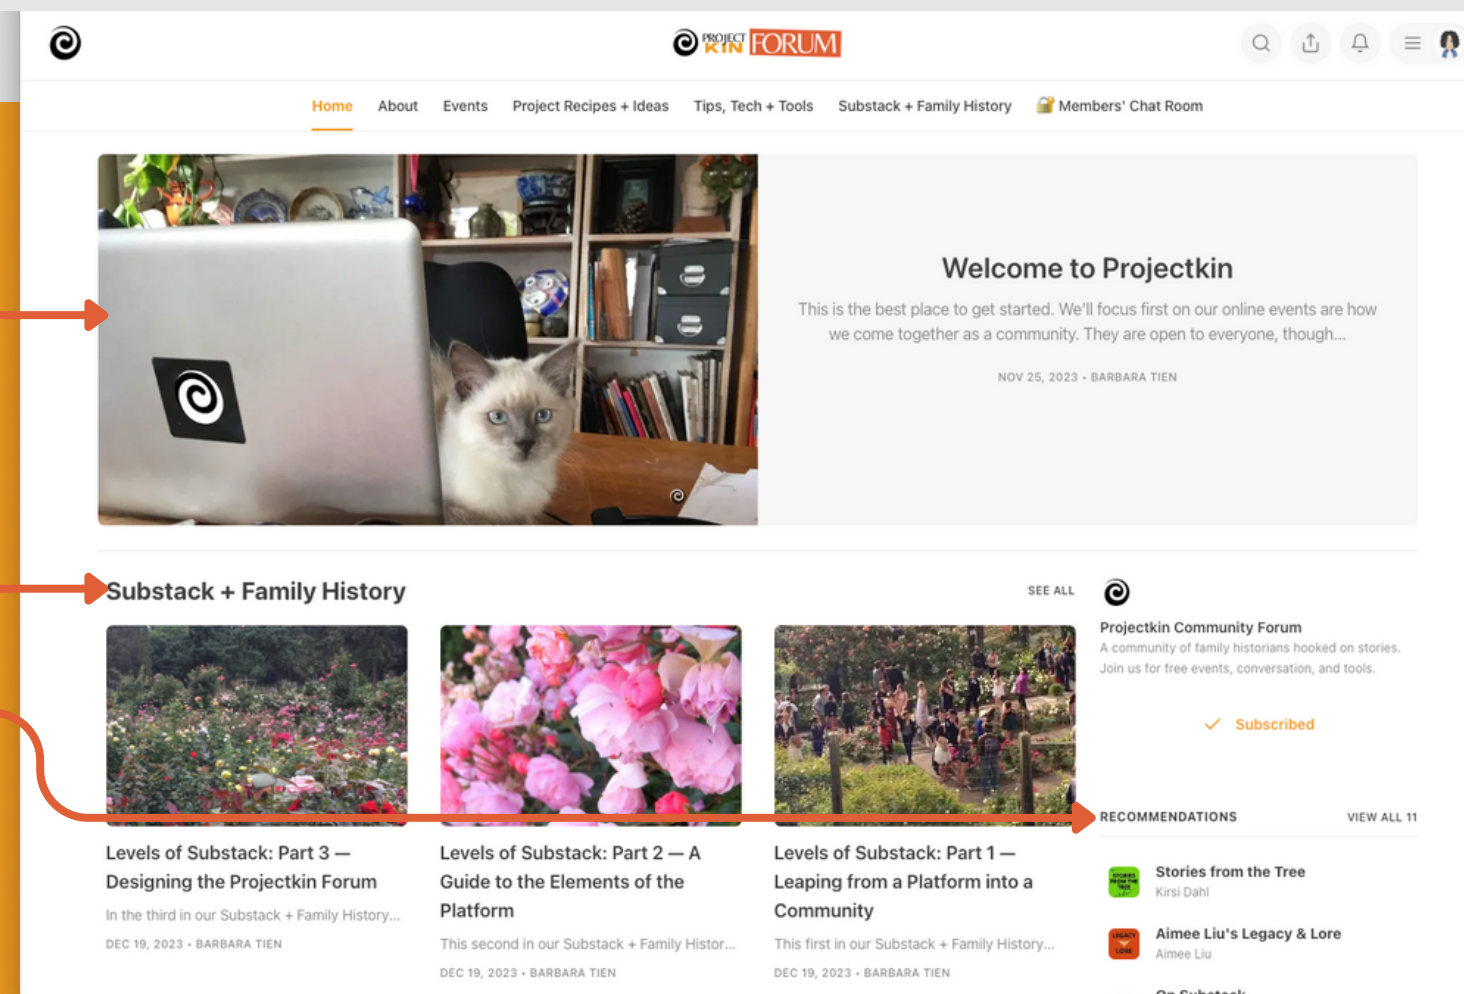 PROJECT
KIN FORUM
Home About Events Project Recipes + Ideas Tips, Tech + Tools Substack + Family History Members' Chat Room
Welcome to Projectkin
This is the best place to get started. We'll focus first on our online events are how
we come together as a community. They are open to everyone, though...
NOV 25, 2023 • BARBARA TIEN
Substack + Family History
SEE ALL
Levels of Substack: Part 3 —
Designing the Projectkin Forum
In the third in our Substack + Family History...
DEC 19, 2023 • BARBARA TIEN
Levels of Substack: Part 2 — A
Guide to the Elements of the
Platform
This second in our Substack + Family Histor...
DEC 19, 2023 • BARBARA TIEN
Levels of Substack: Part 1 —
Leaping from a Platform into a
Community
This first in our Substack + Family History...
DEC 19, 2023 • BARBARA TIEN
Projectkin Community Forum
A community of family historians hooked on stories.
Join us for free events, conversation, and tools.
Subscribed
RECOMMENDATIONS VIEW ALL 11
STORIES
FROM THE
TREE
Stories from the Tree
Kirsi Dahl
LEGACY
LORE
Aimee Liu's Legacy & Lore
Aimee Liu
On Substack